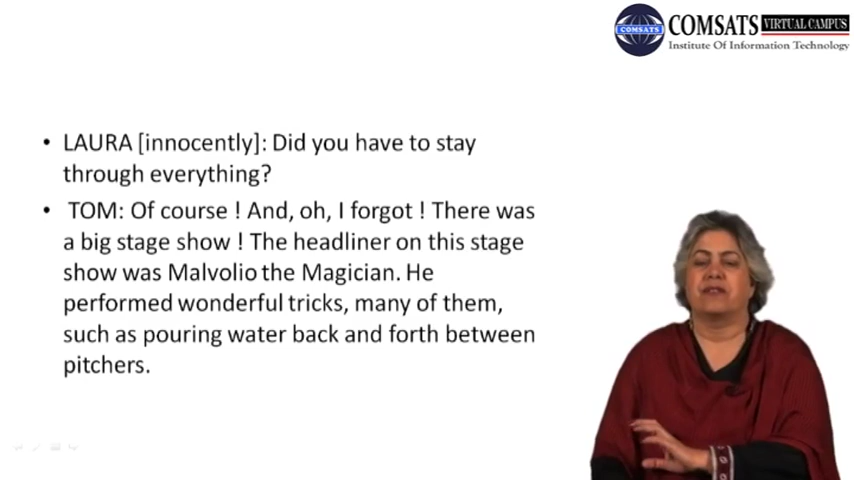 COMSATS VIRTUAL CAMPUS
COMSATS Institute Of Information Technology
• LAURA [innocently]: Did you have to stay
through everything?
• TOM: Of course ! And, oh, I forgot ! There was
a big stage show ! The headliner on this stage
show was Malvolio the Magician. He
performed wonderful tricks, many of them,
such as pouring water back and forth between
pitchers.